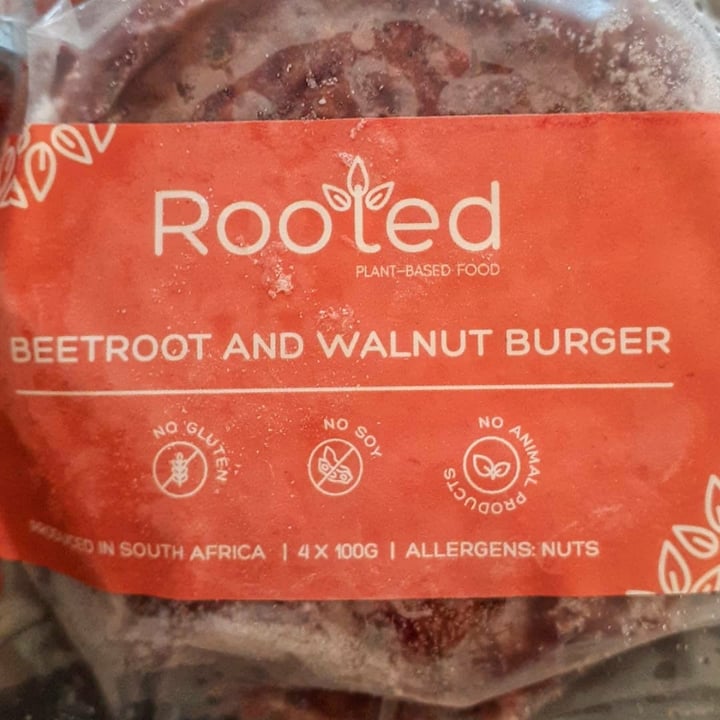 Rooted
PLANT-BASED FOOD
BEETROOT AND WALNUT BURGER
NO GLUTEN
NO SOY
NO ANIMAL PRODUCTS
PRODUCED IN SOUTH AFRICA | 4 X 100G | ALLERGENS: NUTS